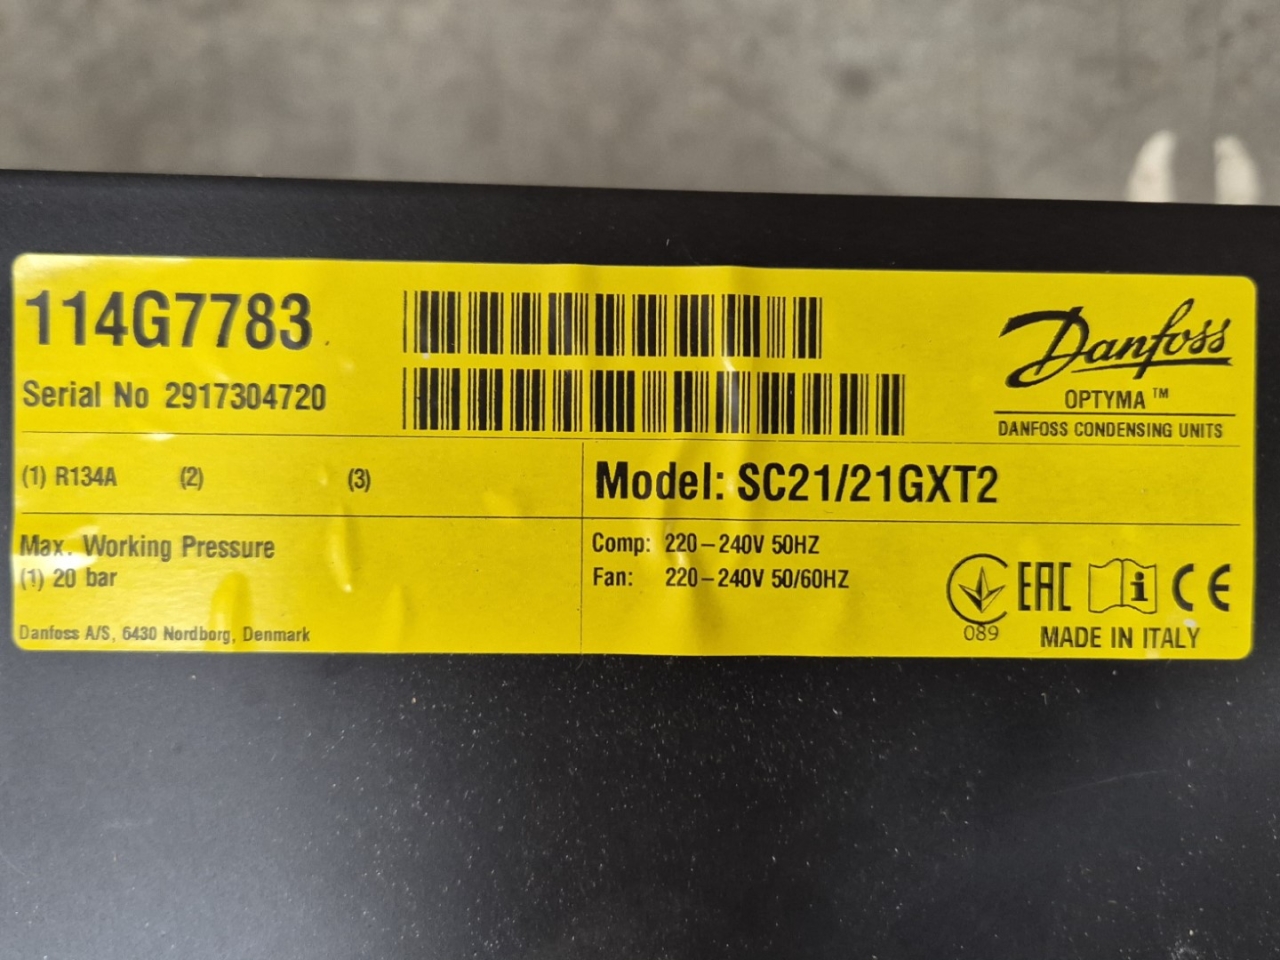 114G7783
Serial No 2917304720
Danfoss
OPTYMA™
DANFOSS CONDENSING UNITS
(1) R134A (2) (3)
Model: SC21/21GXT2
Max. Working Pressure
(1) 20 bar
Comp: 220-240V 50HZ
Fan: 220-240V 50/60HZ
Danfoss A/S, 6430 Nordborg, Denmark
089
EAC
i
CE
MADE IN ITALY